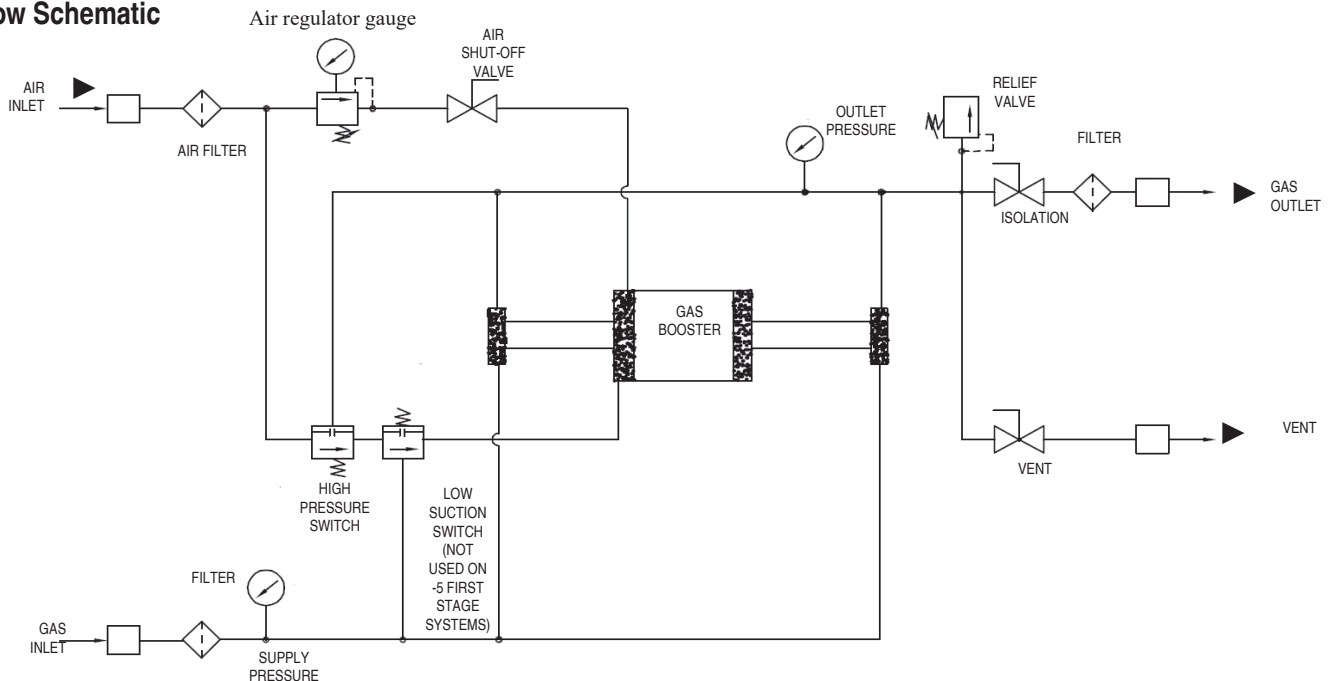 ow Schematic
Air regulator gauge
AIR
SHUT-OFF
VALVE
AIR
INLET
AIR FILTER
OUTLET
PRESSURE
RELIEF
VALVE
FILTER
ISOLATION
GAS
OUTLET
GAS
BOOSTER
HIGH
PRESSURE
SWITCH
LOW
SUCTION
SWITCH
(NOT
USED ON
-5 FIRST
STAGE
SYSTEMS)
VENT
VENT
FILTER
GAS
INLET
SUPPLY
PRESSURE